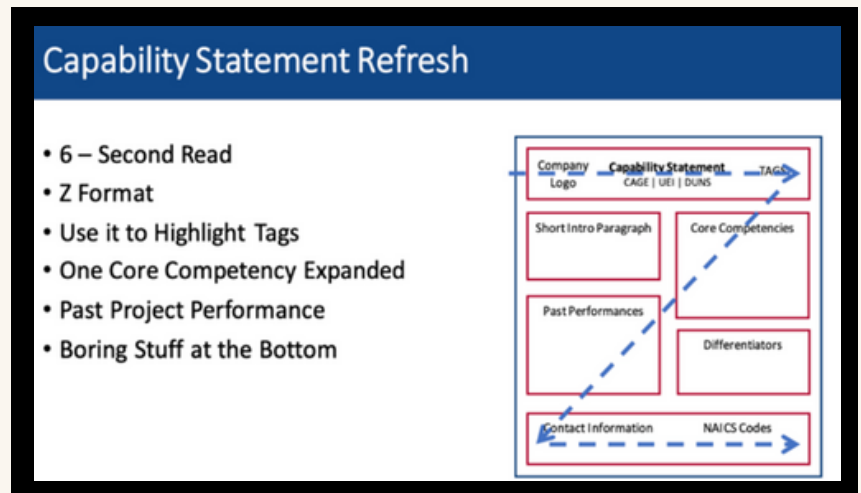 Capability Statement Refresh
• 6 – Second Read
• Z Format
• Use it to Highlight Tags
• One Core Competency Expanded
• Past Project Performance
• Boring Stuff at the Bottom
Company Logo
Capability Statement
CAGE | UEI | DUNS
TAGS
Short Intro Paragraph
Core Competencies
Past Performances
Differentiators
Contact Information
NAICS Codes